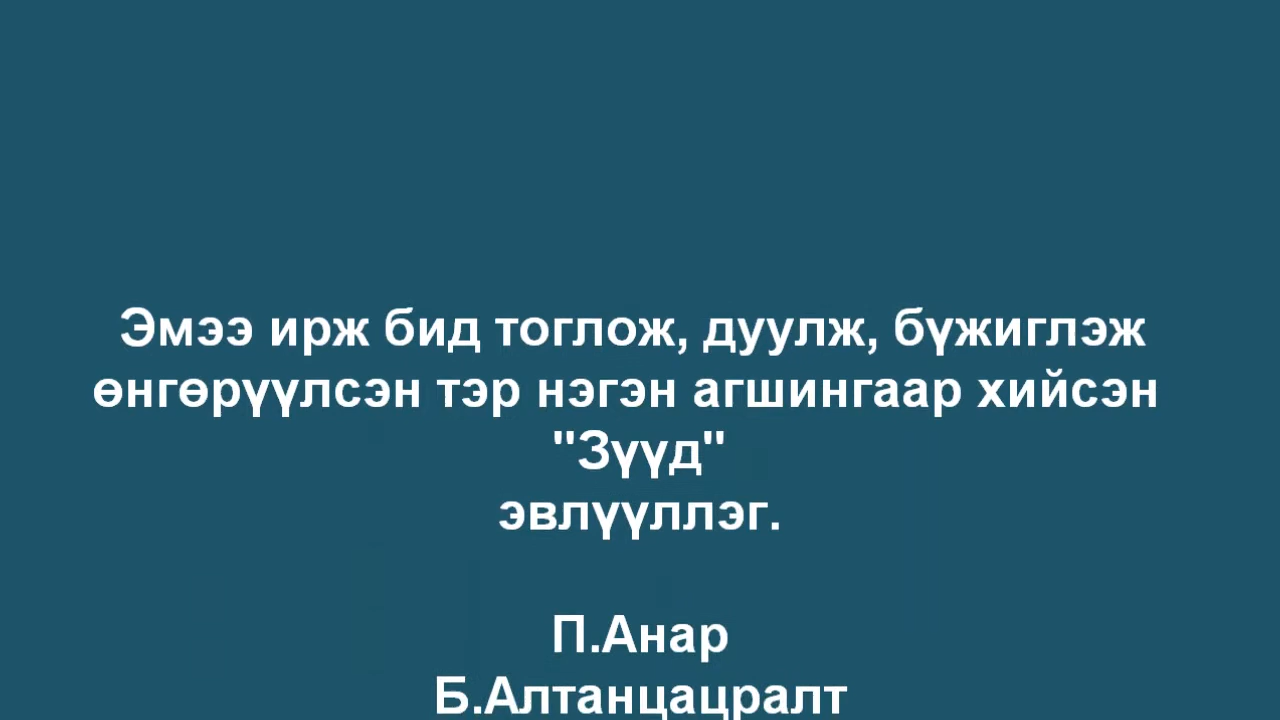 Эмээ ирж бид тоглож, дуулж, бүжиглэж
өнгөрүүлсэн тэр нэгэн агшингаар хийсэн
"Зүүд"
эвлүүллэг.
П.Анар
Б.Алтанцацралт